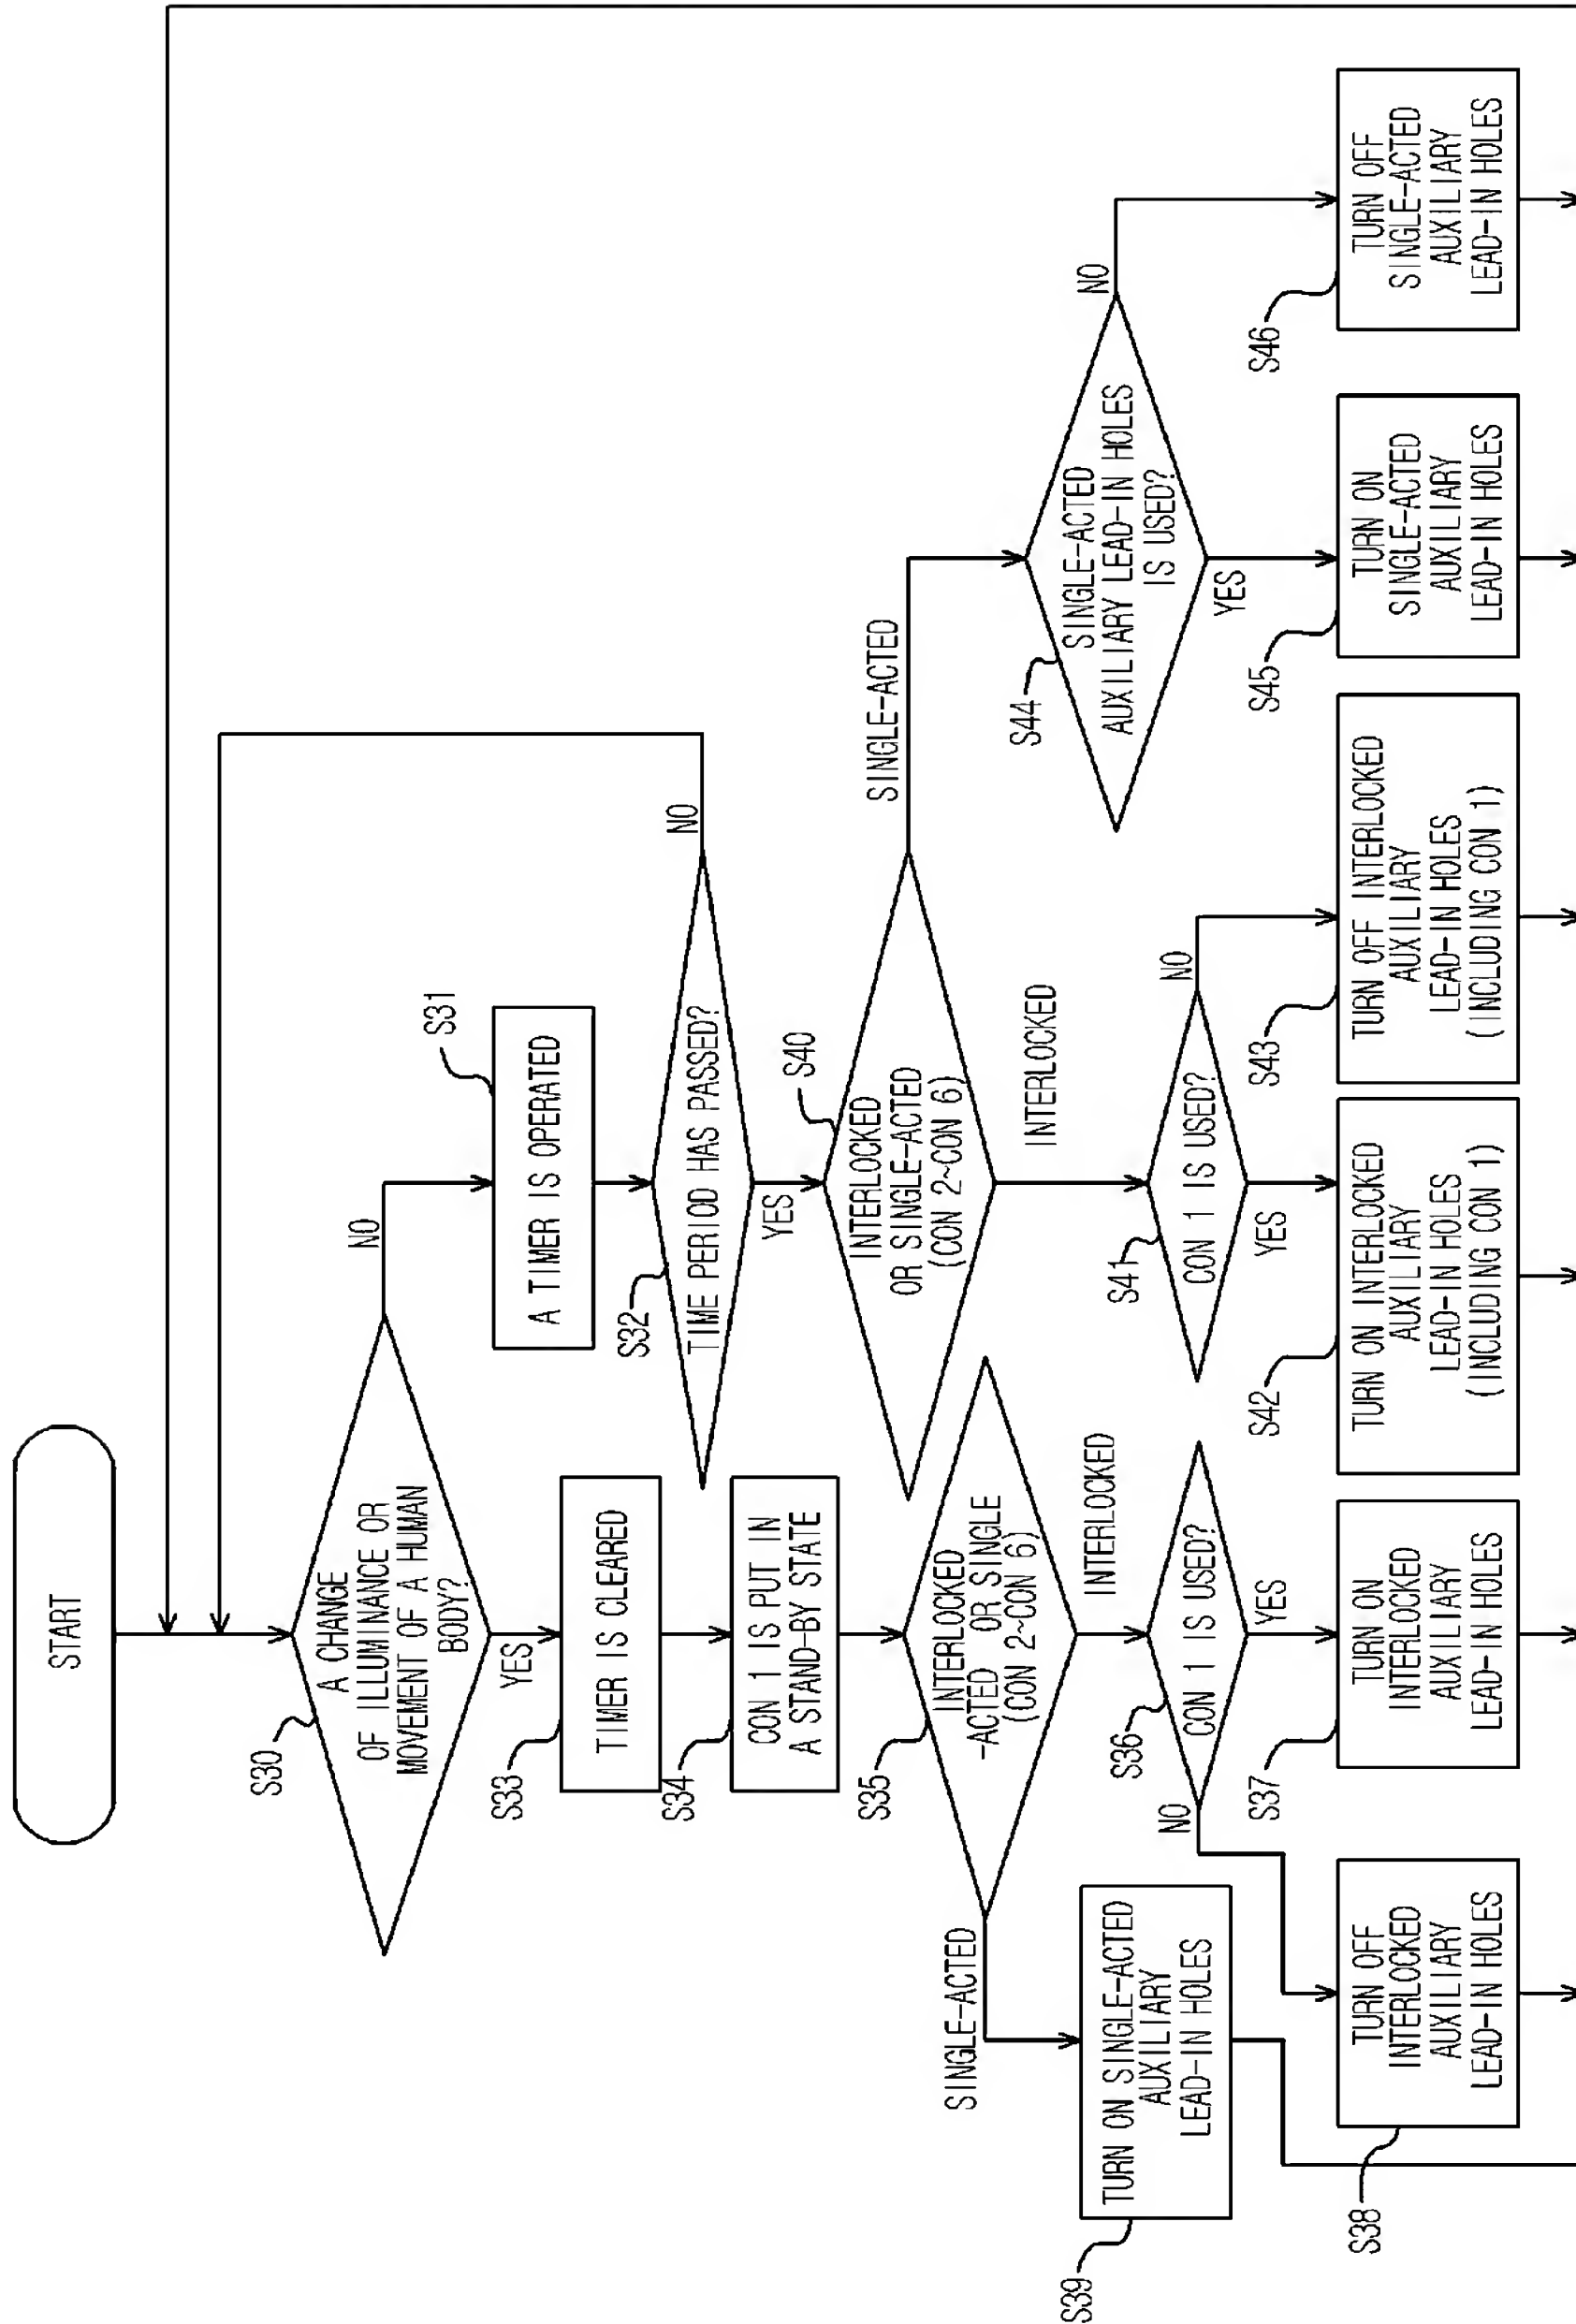 START
S30
A CHANGE
OF ILLUMINANCE OR
MOVEMENT OF A HUMAN
BODY?
NO
YES
S31
A TIMER IS OPERATED
S33
TIMER IS CLEARED
S32
TIME PERIOD HAS PASSED?
NO
YES
S34
CON 1 IS PUT IN
A STAND-BY STATE
S35
INTERLOCKED
-ACTED OR SINGLE
(CON 2~CON 6)
SINGLE-ACTED
INTERLOCKED
S40
INTERLOCKED
OR SINGLE-ACTED
(CON 2~CON 6)
SINGLE-ACTED
INTERLOCKED
S39
TURN ON SINGLE-ACTED
AUXILIARY
LEAD-IN HOLES
S36
CON 1 IS USED?
NO
YES
S41
CON 1 IS USED?
NO
YES
S44
SINGLE-ACTED
AUXILIARY LEAD-IN HOLES
IS USED?
NO
YES
S38
TURN OFF
INTERLOCKED
AUXILIARY
LEAD-IN HOLES
S37
TURN ON
INTERLOCKED
AUXILIARY
LEAD-IN HOLES
S42
TURN ON INTERLOCKED
AUXILIARY
LEAD-IN HOLES
(INCLUDING CON 1)
S43
TURN OFF INTERLOCKED
AUXILIARY
LEAD-IN HOLES
(INCLUDING CON 1)
S45
TURN ON
SINGLE-ACTED
AUXILIARY
LEAD-IN HOLES
S46
TURN OFF
SINGLE-ACTED
AUXILIARY
LEAD-IN HOLES